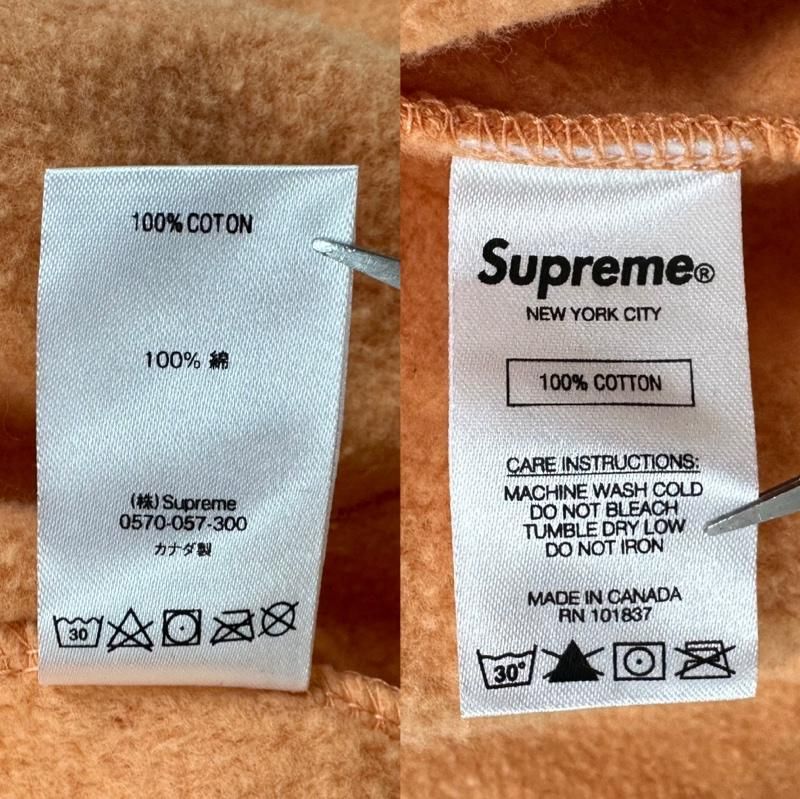 100% COTON
100% 綿
(株)Supreme
0570-057-300
カナダ製
30
Supreme®
NEW YORK CITY
100% COTTON
CARE INSTRUCTIONS:
MACHINE WASH COLD
DO NOT BLEACH
TUMBLE DRY LOW
DO NOT IRON
MADE IN CANADA
RN 101837
30°